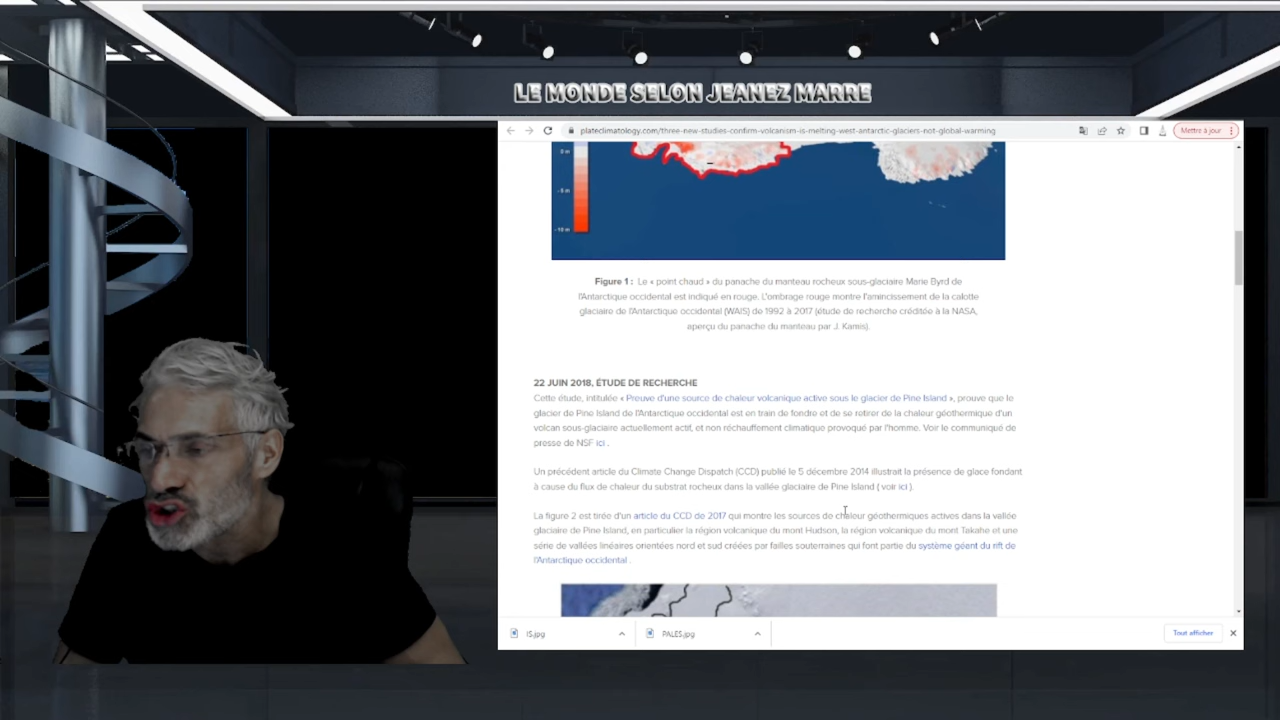 LE MONDE SELON JEANEZ MARRE
plateclimatology.com/three-new-studies-confirm-volcanism-is-melting-west-antarctic-glaciers-not-global-warming
Mettre à jour
0 m
-5 m
-10 m
Figure 1 : Le « point chaud » du panache du manteau rocheux sous-glaciaire Marie Byrd de
l'Antarctique occidental est indiqué en rouge. L'ombrage rouge montre l'amincissement de la calotte
glaciaire de l'Antarctique occidental (WAIS) de 1992 à 2017 (étude de recherche créditée à la NASA,
aperçu du panache du manteau par J. Kamis).
22 JUIN 2018, ÉTUDE DE RECHERCHE
Cette étude, intitulée « Preuve d'une source de chaleur volcanique active sous le glacier de Pine Island », prouve que le
glacier de Pine Island de l'Antarctique occidental est en train de fondre et de se retirer de la chaleur géothermique d'un
volcan sous-glaciaire actuellement actif, et non réchauffement climatique provoqué par l'homme. Voir le communiqué de
presse de NSF ici .
Un précédent article du Climate Change Dispatch (CCD) publié le 5 décembre 2014 illustrait la présence de glace fondant
à cause du flux de chaleur du substrat rocheux dans la vallée glaciaire de Pine Island ( voir ici ).
La figure 2 est tirée d'un article du CCD de 2017 qui montre les sources de chaleur géothermiques actives dans la vallée
glaciaire de Pine Island, en particulier la région volcanique du mont Hudson, la région volcanique du mont Takahe et une
série de vallées linéaires orientées nord et sud créées par failles souterraines qui font partie du système géant du rift de
l'Antarctique occidental .
IS.jpg
PALES.jpg
Tout afficher